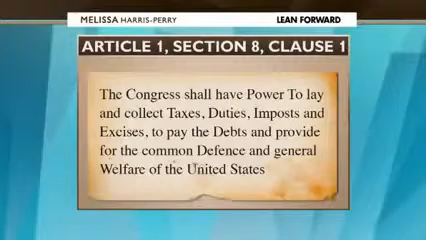 MELISSA HARRIS-PERRY
LEAN FORWARD
ARTICLE 1, SECTION 8, CLAUSE 1
The Congress shall have Power To lay
and collect Taxes, Duties, Imposts and
Excises, to pay the Debts and provide
for the common Defence and general
Welfare of the United States